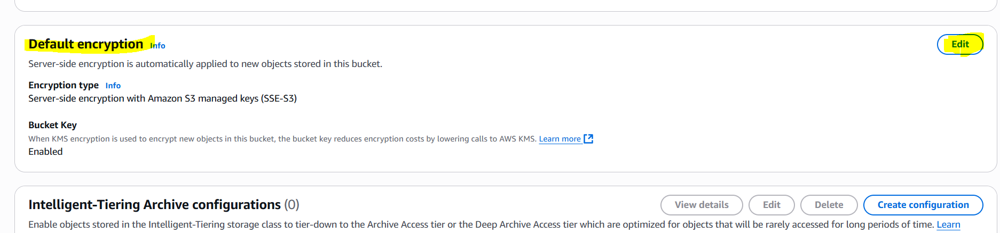 Default encryption Info
Edit
Server-side encryption is automatically applied to new objects stored in this bucket.
Encryption type Info
Server-side encryption with Amazon S3 managed keys (SSE-S3)
Bucket Key
When KMS encryption is used to encrypt new objects in this bucket, the bucket key reduces encryption costs by lowering calls to AWS KMS. Learn more
Enabled
Intelligent-Tiering Archive configurations (0)
View details
Edit
Delete
Create configuration
Enable objects stored in the Intelligent-Tiering storage class to tier-down to the Archive Access tier or the Deep Archive Access tier which are optimized for objects that will be rarely accessed for long periods of time. Learn